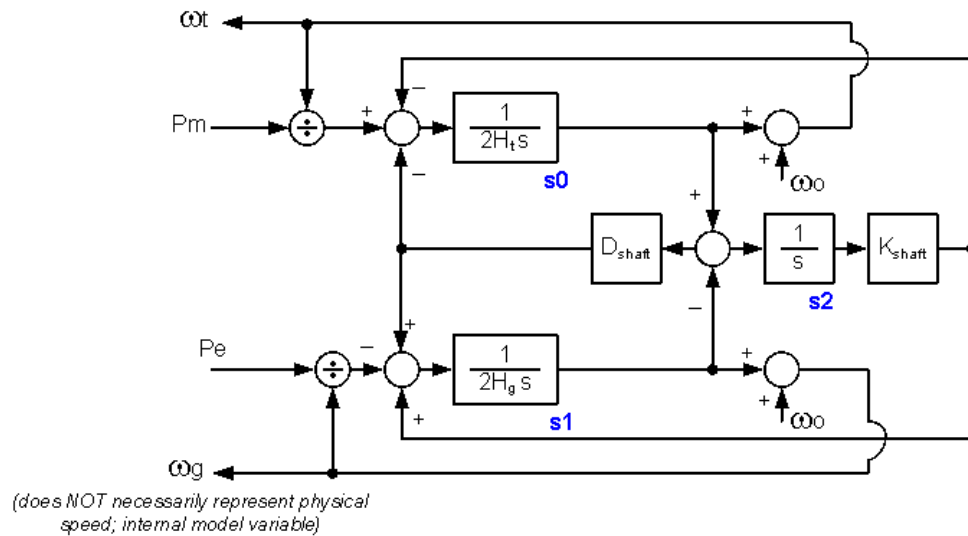 ωt
Pm
÷
+
−
−
1
2Hₜs
s0
+
+
ωo
+
−
Dshaft
1
s
s2
Kshaft
Pe
÷
−
+
+
1
2Hg s
s1
+
+
ωo
ωg
(does NOT necessarily represent physical
speed; internal model variable)